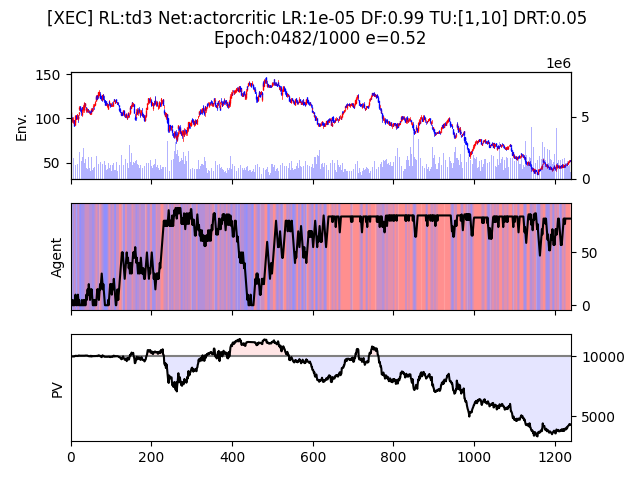 [XEC] RL:td3 Net:actorcritic LR:1e-05 DF:0.99 TU:[1,10] DRT:0.05
Epoch:0482/1000 e=0.52
1e6
150
100
50
Env.
5
0
Agent
50
0
PV
10000
5000
0 200 400 600 800 1000 1200